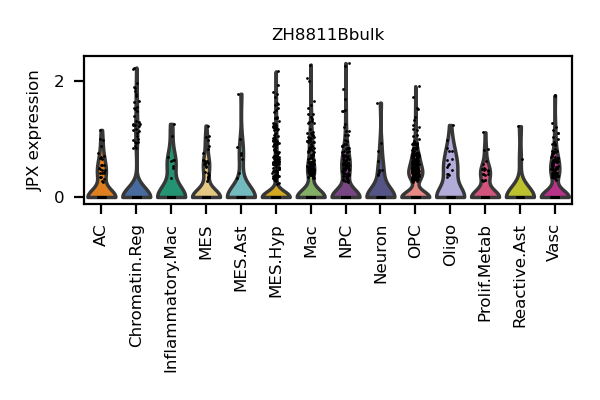 ZH8811Bbulk
JPX expression
2
0
AC
Chromatin.Reg
Inflammatory.Mac
MES
MES.Ast
MES.Hyp
Mac
NPC
Neuron
OPC
Oligo
Prolif.Metab
Reactive.Ast
Vasc